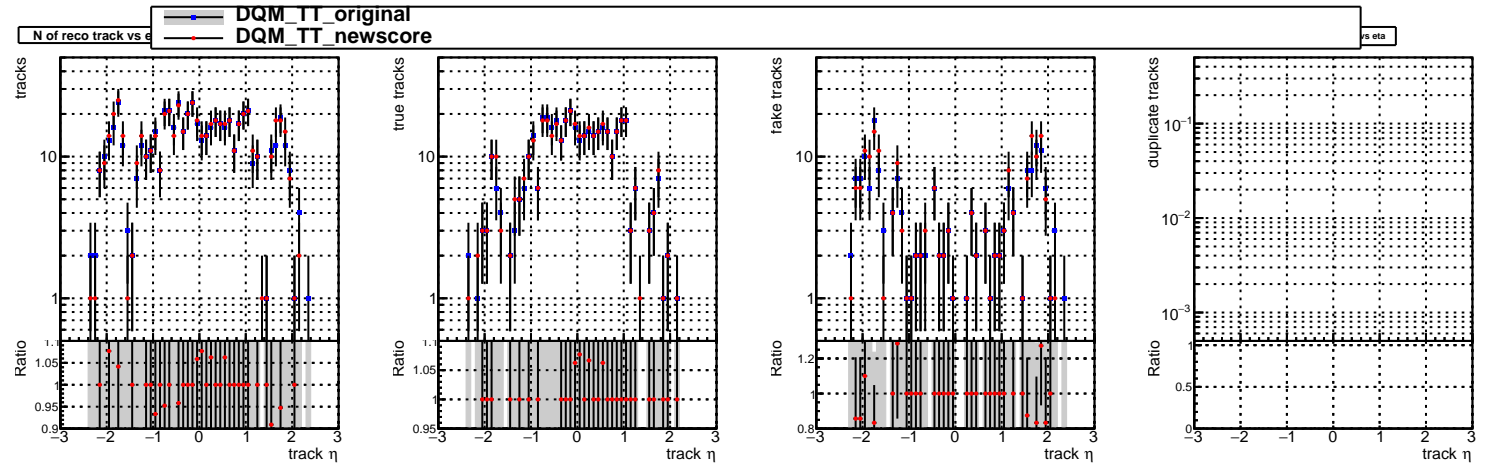 DQM_TT_original
DQM_TT_newscore
N of reco track vs e
vs eta
tracks
10
1
Ratio
1.1
1.05
1
0.95
0.9
−3 −2 −1 0 1 2 3
track η
true tracks
10
1
Ratio
1.1
1.05
1
0.95
−3 −2 −1 0 1 2 3
track η
fake tracks
10
1
Ratio
1.2
1
0.8
−3 −2 −1 0 1 2 3
track η
duplicate tracks
10−1
10−2
10−3
Ratio
1
0.5
0
−3 −2 −1 0 1 2 3
track η